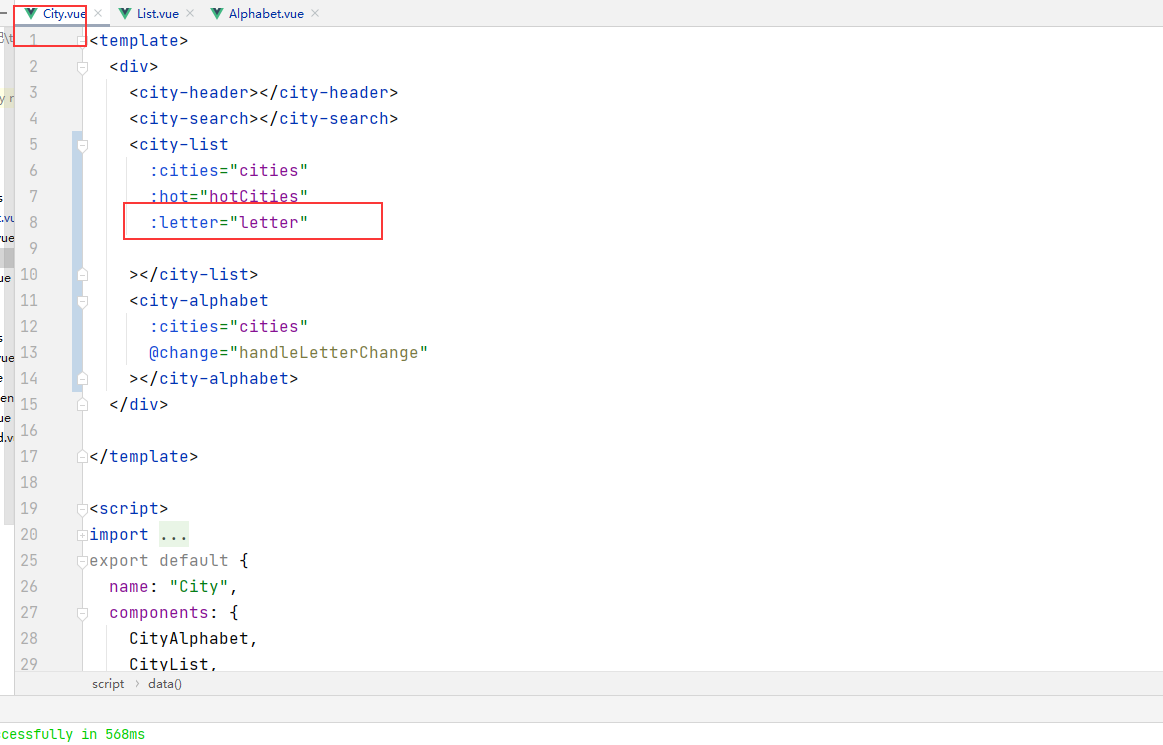 City.vue List.vue Alphabet.vue
1 <template>
2 <div>
3 <city-header></city-header>
4 <city-search></city-search>
5 <city-list
6 :cities="cities"
7 :hot="hotCities"
8 :letter="letter"
9
10 ></city-list>
11 <city-alphabet
12 :cities="cities"
13 @change="handleLetterChange"
14 ></city-alphabet>
15 </div>
16
17 </template>
18
19 <script>
20 import ...
25 export default {
26 name: "City",
27 components: {
28 CityAlphabet,
29 CityList,
script › data()
cessfully in 568ms